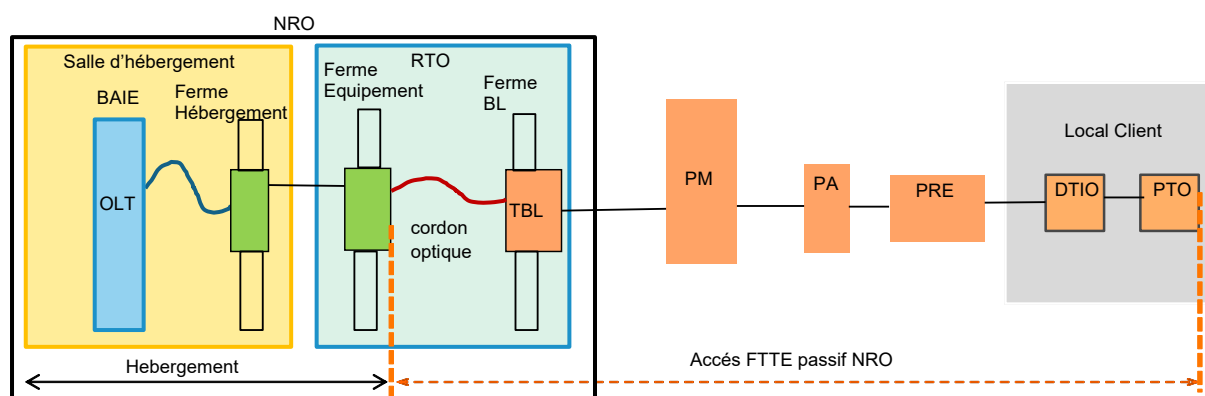 NRO
Salle d'hébergement
RTO
BAIE
Ferme
Hébergement
Ferme
Equipement
Ferme
BL
OLT
TBL
cordon
optique
PM
PA
PRE
Local Client
DTIO
PTO
Hebergement
Accés FTTE passif NRO